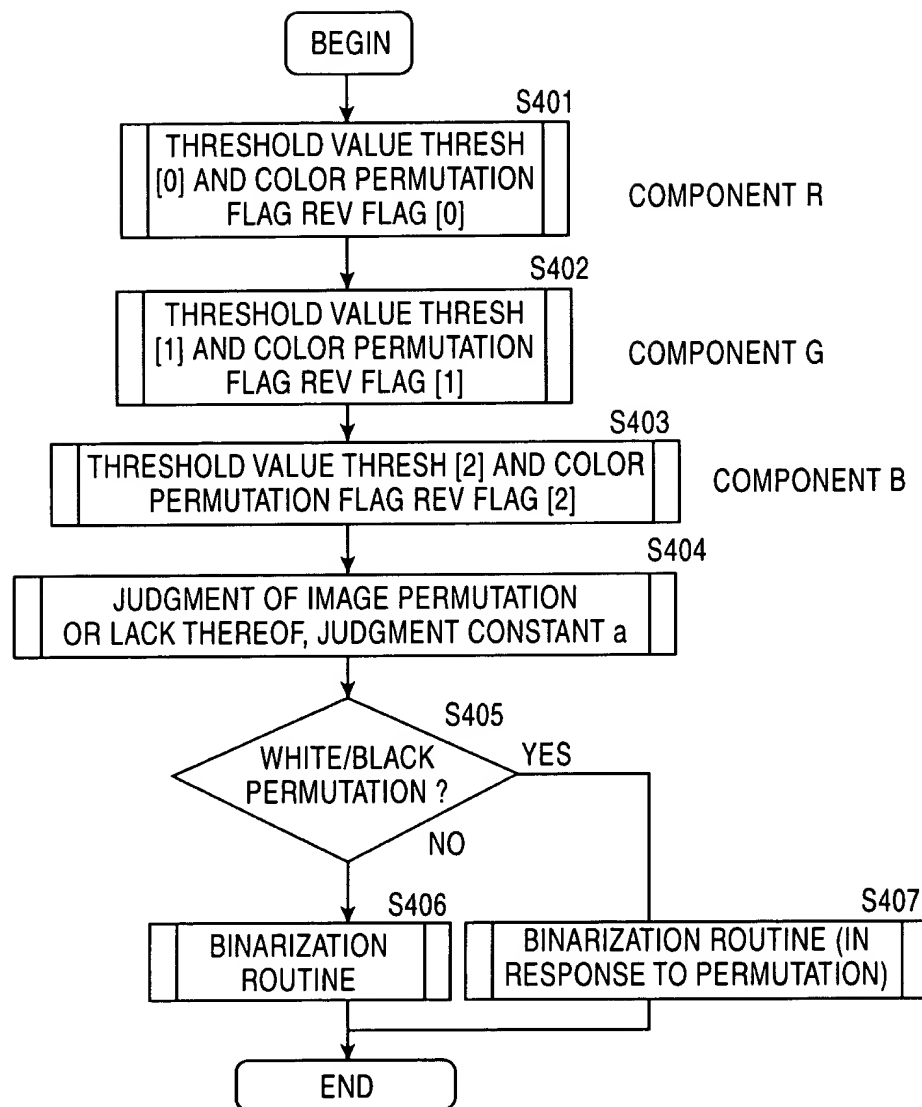 BEGIN
S401
THRESHOLD VALUE THRESH
[0] AND COLOR PERMUTATION
FLAG REV FLAG [0]
COMPONENT R
S402
THRESHOLD VALUE THRESH
[1] AND COLOR PERMUTATION
FLAG REV FLAG [1]
COMPONENT G
S403
THRESHOLD VALUE THRESH [2] AND COLOR
PERMUTATION FLAG REV FLAG [2]
COMPONENT B
S404
JUDGMENT OF IMAGE PERMUTATION
OR LACK THEREOF, JUDGMENT CONSTANT a
S405
WHITE/BLACK
PERMUTATION ?
YES
NO
S406
BINARIZATION
ROUTINE
S407
BINARIZATION ROUTINE (IN
RESPONSE TO PERMUTATION)
END